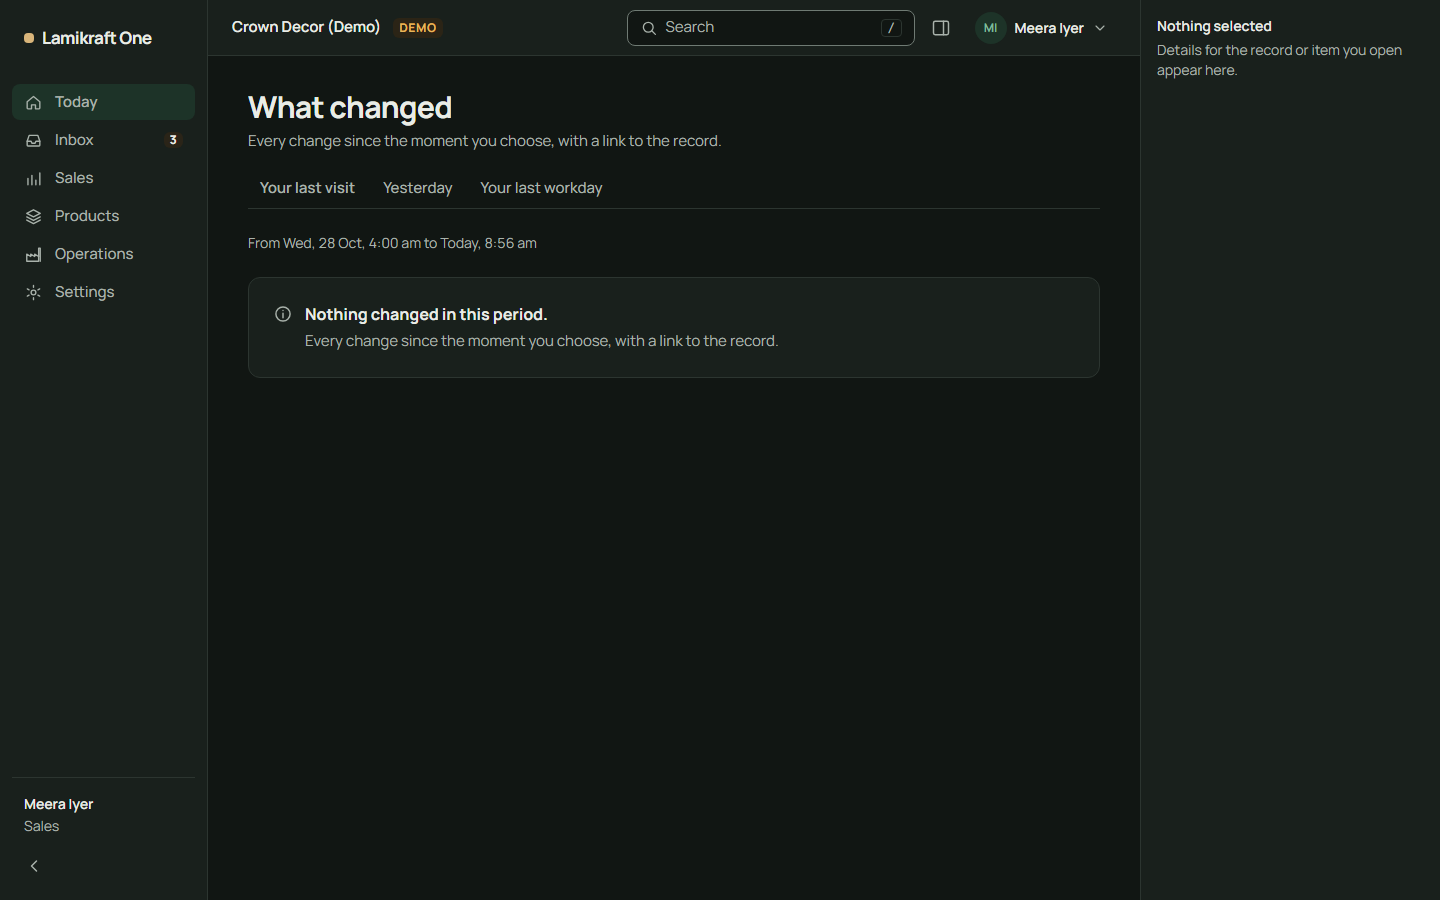 Lamikraft One
Today
Inbox 3
Sales
Products
Operations
Settings
Meera Iyer
Sales
Crown Decor (Demo) DEMO
Search /
MI Meera Iyer
What changed
Every change since the moment you choose, with a link to the record.
Your last visit Yesterday Your last workday
From Wed, 28 Oct, 4:00 am to Today, 8:56 am
Nothing changed in this period.
Every change since the moment you choose, with a link to the record.
Nothing selected
Details for the record or item you open
appear here.